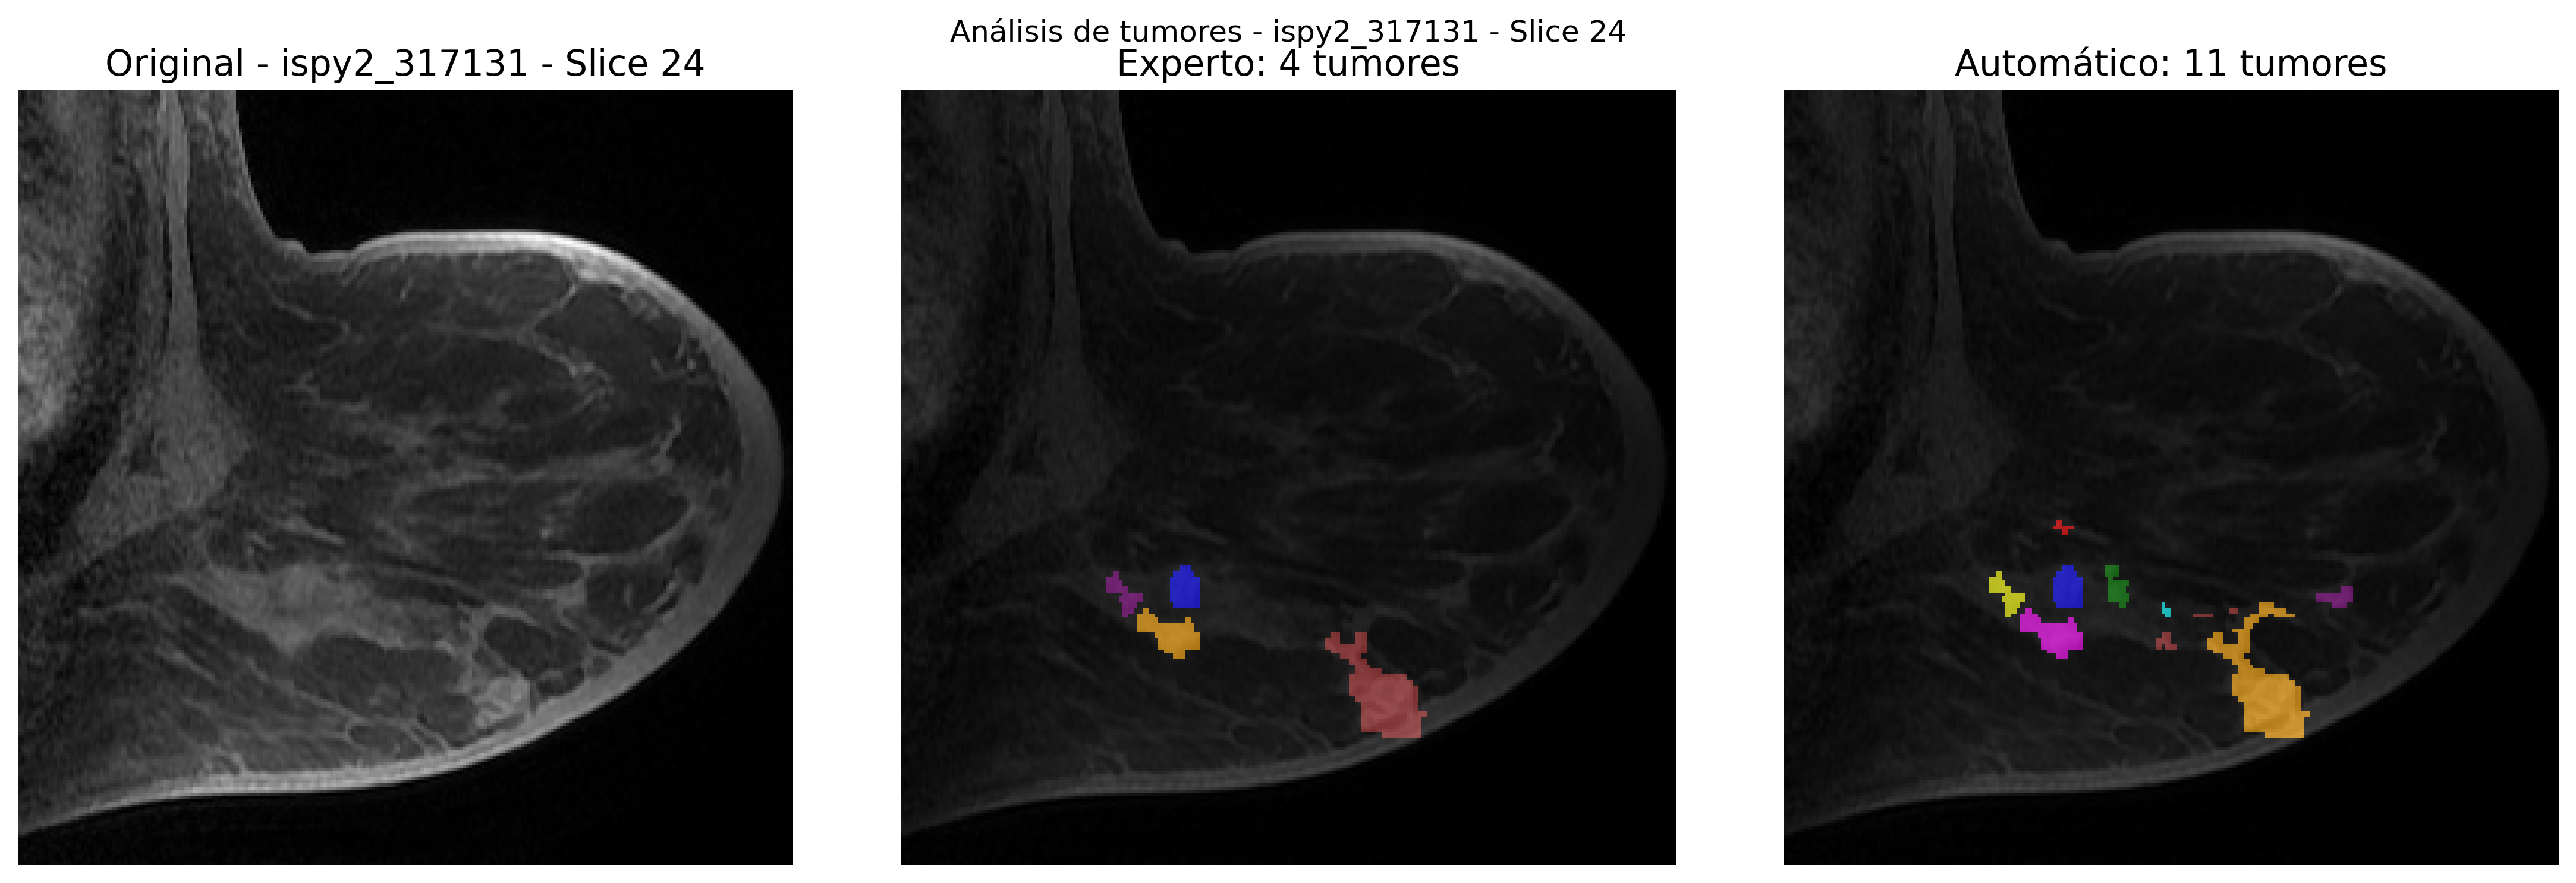 Análisis de tumores - ispy2_317131 - Slice 24
Original - ispy2_317131 - Slice 24
Experto: 4 tumores
Automático: 11 tumores